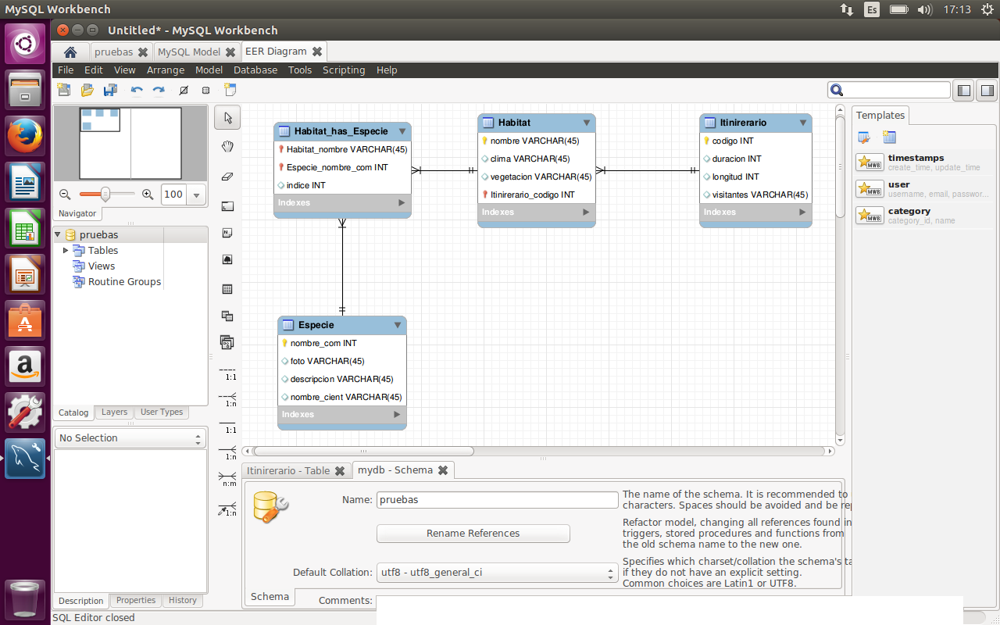 MySQL Workbench
Es
17:13
Untitled* - MySQL Workbench
pruebas
MySQL Model
EER Diagram
File Edit View Arrange Model Database Tools Scripting Help
100
Navigator
pruebas
Tables
Views
Routine Groups
Catalog
Layers
User Types
No Selection
Description
Properties
History
1:1
1:n
1:1
1:n
n:m
1:n
Habitat_has_Especie
Habitat_nombre VARCHAR(45)
Especie_nombre_com INT
indice INT
Indexes
Habitat
nombre VARCHAR(45)
clima VARCHAR(45)
vegetacion VARCHAR(45)
Itinirerario_codigo INT
Indexes
Itinirerario
codigo INT
duracion INT
longitud INT
visitantes VARCHAR(45)
Indexes
Especie
nombre_com INT
foto VARCHAR(45)
descripcion VARCHAR(45)
nombre_cient VARCHAR(45)
Indexes
Templates
MWB
timestamps
create_time, update_time
MWB
user
username, email, passwor...
MWB
category
category_id, name
Itinirerario - Table
mydb - Schema
Name:
pruebas
The name of the schema. It is recommended to
characters. Spaces should be avoided and be rep
Rename References
Refactor model, changing all references found in
triggers, stored procedures and functions from
the old schema name to the new one.
Default Collation:
utf8 - utf8_general_ci
Specifies which charset/collation the schema's ta
if they do not have an explicit setting.
Common choices are Latin1 or UTF8.
Schema
Comments:
SQL Editor closed